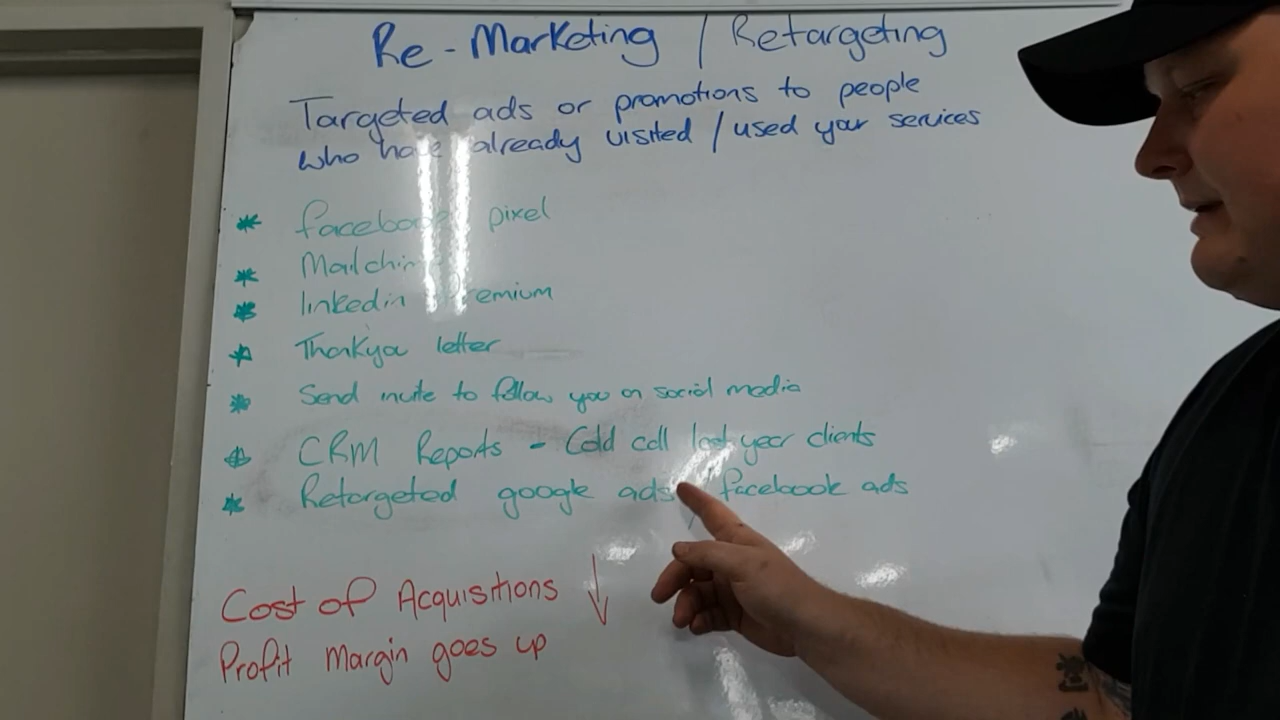 Re-Marketing / Retargeting
Targeted ads or promotions to people
who have already visited / used your services
* facebook pixel
* Mailchim
* linkedin Premium
* Thankyou letter
* Send invite to follow you on social media
* CRM Reports - Cold call last year clients
* Retargeted google ads / facebook ads
Cost of Acquisitions ↓
Profit Margin goes up